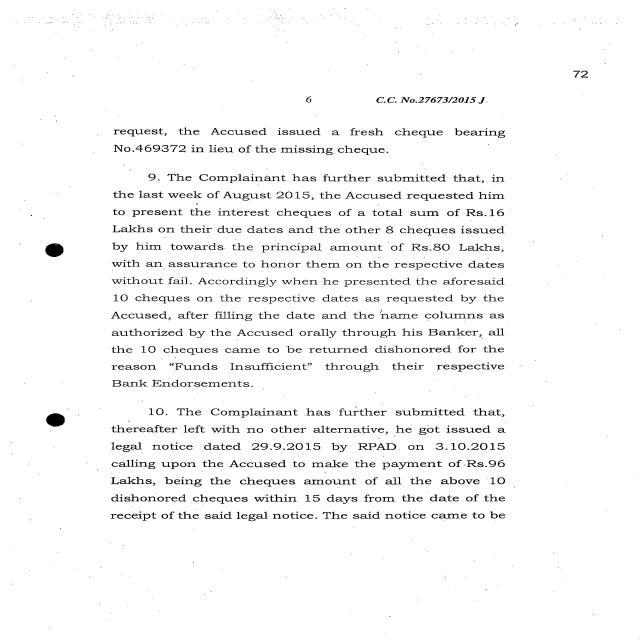 72
6 C.C. No.27673/2015 J
request, the Accused issued a fresh cheque bearing
No.469372 in lieu of the missing cheque.
9. The Complainant has further submitted that, in
the last week of August 2015, the Accused requested him
to present the interest cheques of a total sum of Rs.16
Lakhs on their due dates and the other 8 cheques issued
by him towards the principal amount of Rs.80 Lakhs,
with an assurance to honor them on the respective dates
without fail. Accordingly when he presented the aforesaid
10 cheques on the respective dates as requested by the
Accused, after filling the date and the name columns as
authorized by the Accused orally through his Banker, all
the 10 cheques came to be returned dishonored for the
reason “Funds Insufficient” through their respective
Bank Endorsements.
10. The Complainant has further submitted that,
thereafter left with no other alternative, he got issued a
legal notice dated 29.9.2015 by RPAD on 3.10.2015
calling upon the Accused to make the payment of Rs.96
Lakhs, being the cheques amount of all the above 10
dishonored cheques within 15 days from the date of the
receipt of the said legal notice. The said notice came to be